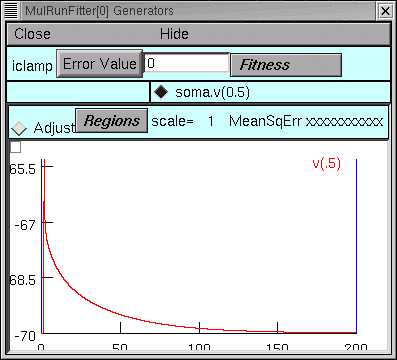 MulRunFitter[0] Generators
Close Hide
iclamp Error Value 0 Fitness
soma.v(0.5)
Adjust Regions scale= 1 MeanSqErr xxxxxxxxxxx
v(.5)
65.5
-67
68.5
-70
0 50 100 150 200